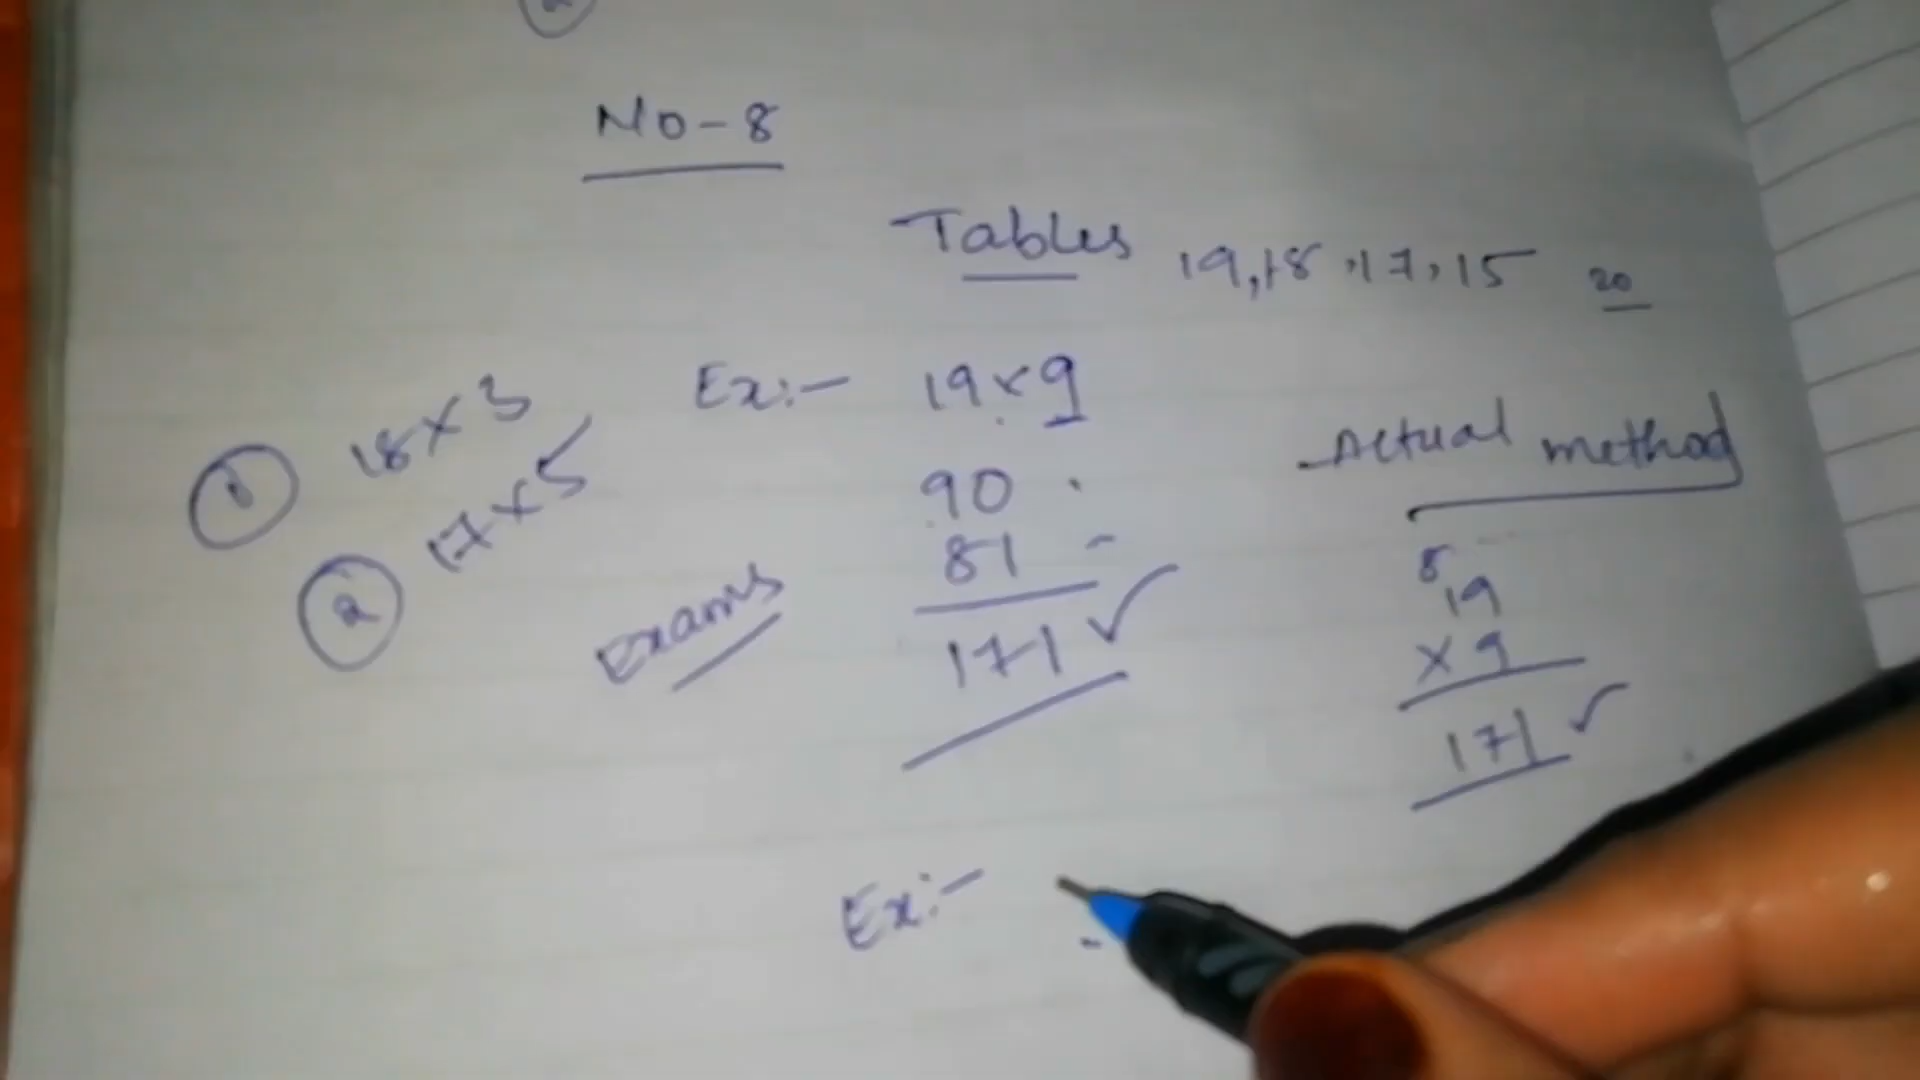 No-8
Tables 19,18,17,15 20
Ex:- 19×9
90
81
171 ✓
① 18×3
② 17×5
Exams
Actual method
8
19
×9
171 ✓
Ex:-